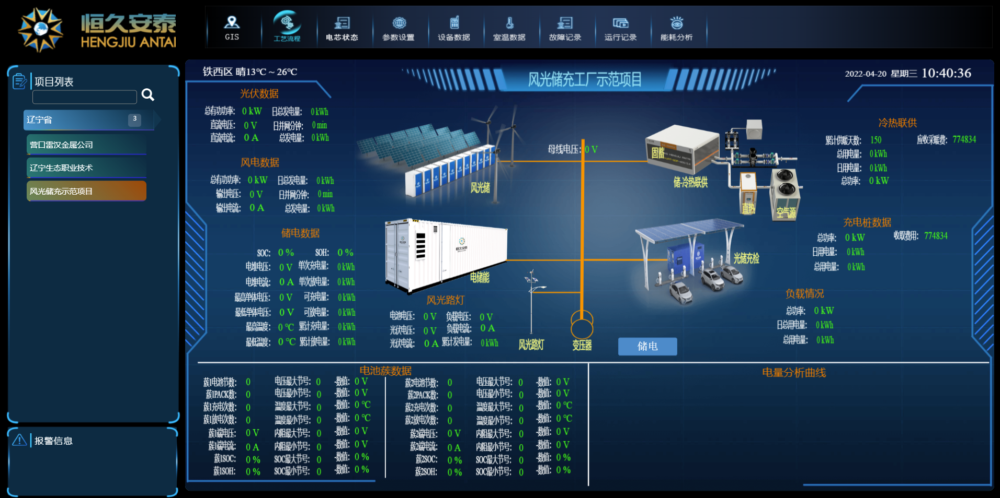 恒久安泰
HENGJIU ANTAI
GIS
工艺流程
电芯状态
参数设置
设备数据
室温数据
故障记录
运行记录
能耗分析
项目列表
辽宁省 3
营口雷汉金属公司
辽宁生态职业技术
风光储充示范项目
报警信息
铁西区 晴13℃ ~ 26℃
风光储充工厂示范项目
2022-04-20 星期三 10:40:36
光伏数据
总有功功率: 0 kW 日总发电量: 0 kWh
直流电压: 0 V 日并网分钟: 0 min
直流电流: 0 A 总发电量: 0 kWh
风电数据
总有功功率: 0 kW 日总发电量: 0 kWh
输出电压: 0 V 日并网分钟: 0 min
输出电流: 0 A 总发电量: 0 kWh
储电数据
SOC: 0 % SOH: 0 %
电堆电压: 0 V 单次充电量: 0 kWh
电堆电流: 0 A 单次放电量: 0 kWh
最高单体电压: 0 V 可充电量: 0 kWh
最低单体电压: 0 V 可放电量: 0 kWh
最高温度: 0 ℃ 累计充电量: 0 kWh
最低温度: 0 ℃ 累计放电量: 0 kWh
风光储
母线电压: 0 V
固蓄
储-冷热联供
直热
空气源
恒久安泰
电储能
光储充检
风光路灯
电池电压: 0 V 负载电压: 0 V
光伏电压: 0 V 负载电流: 0 A
光伏电流: 0 A 累计发电量: 0 kWh
风光路灯
变压器
储电
冷热联供
累计供暖天数: 150 应收采暖费: 774834
总用电量: 0 kWh
日用电量: 0 kWh
总功率: 0 kW
充电桩数据
总功率: 0 kW 收取费用: 774834
日用电量: 0 kWh
总用电量: 0 kWh
负载情况
总功率: 0 kW
日总用电量: 0 kWh
总用电量: 0 kWh
电池蔟数据
蔟1电池节数: 0 电压最大节号: 0 -数值: 0 V
蔟1PACK数: 0 电压最小节号: 0 -数值: 0 V
蔟1充电次数: 0 温度最大节号: 0 -数值: 0 ℃
蔟1放电次数: 0 温度最小节号: 0 -数值: 0 ℃
蔟1端电压: 0 V 内阻最大节号: 0 -数值: 0 V
蔟1端电流: 0 A 内阻最小节号: 0 -数值: 0 V
蔟1SOC: 0 % SOC最大节号: 0 -数值: 0 %
蔟1SOH: 0 % SOC最小节号: 0 -数值: 0 %
蔟2电池节数: 0 电压最大节号: 0 -数值: 0 V
蔟2PACK数: 0 电压最小节号: 0 -数值: 0 V
蔟2充电次数: 0 温度最大节号: 0 -数值: 0 ℃
蔟2放电次数: 0 温度最小节号: 0 -数值: 0 ℃
蔟2端电压: 0 V 内阻最大节号: 0 -数值: 0 V
蔟2端电流: 0 A 内阻最小节号: 0 -数值: 0 V
蔟2SOC: 0 % SOC最大节号: 0 -数值: 0 %
蔟2SOH: 0 % SOC最小节号: 0 -数值: 0 %
电量分析曲线